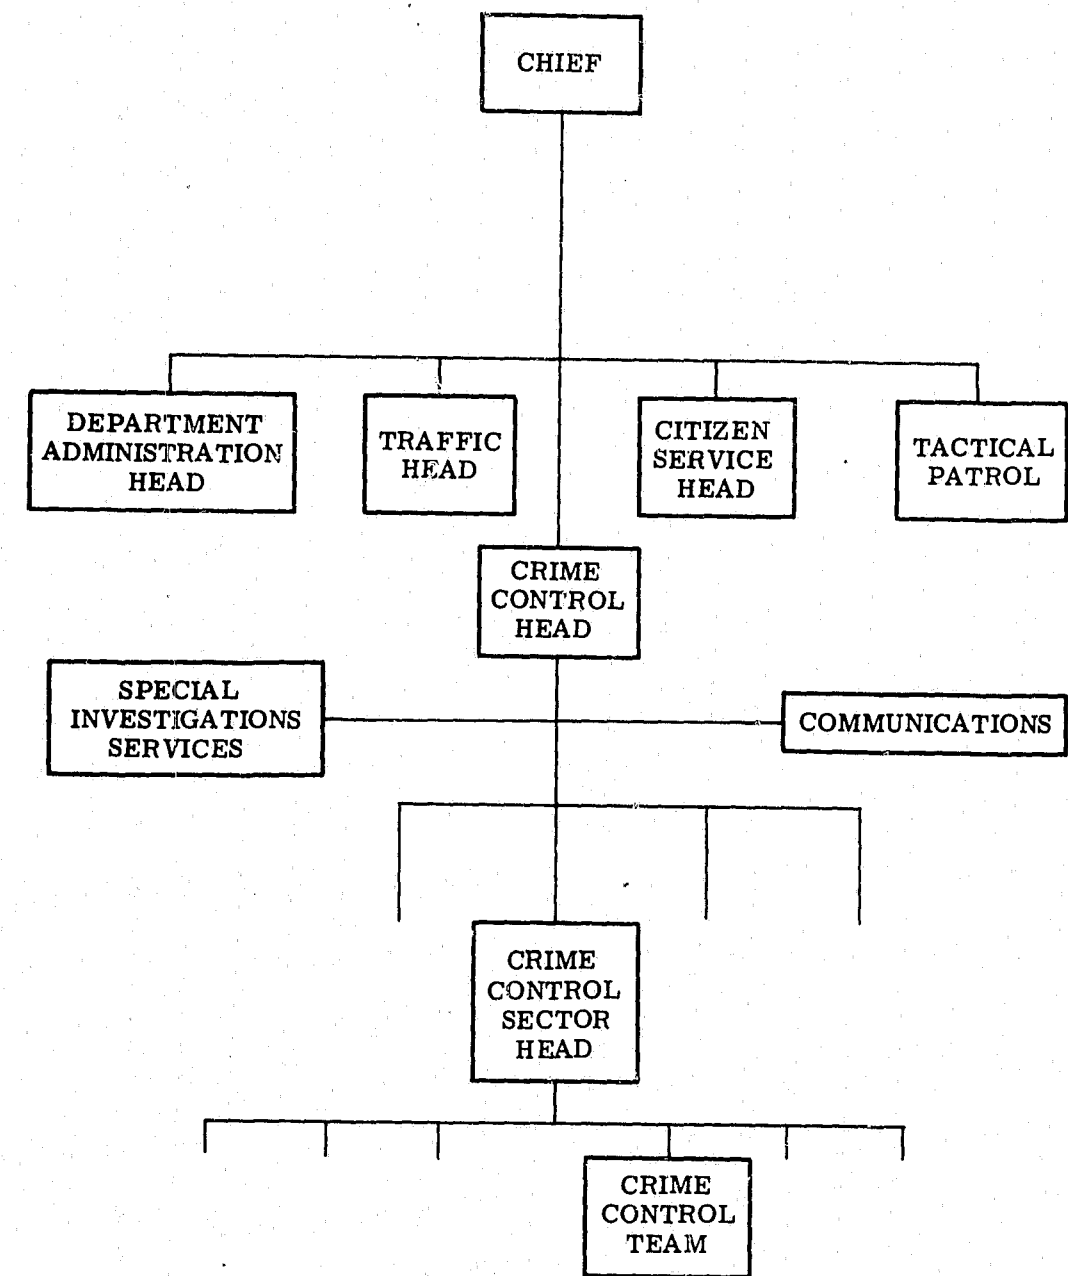 CHIEF
DEPARTMENT
ADMINISTRATION
HEAD
TRAFFIC
HEAD
CITIZEN
SERVICE
HEAD
TACTICAL
PATROL
CRIME
CONTROL
HEAD
SPECIAL
INVESTIGATIONS
SERVICES
COMMUNICATIONS
CRIME
CONTROL
SECTOR
HEAD
CRIME
CONTROL
TEAM